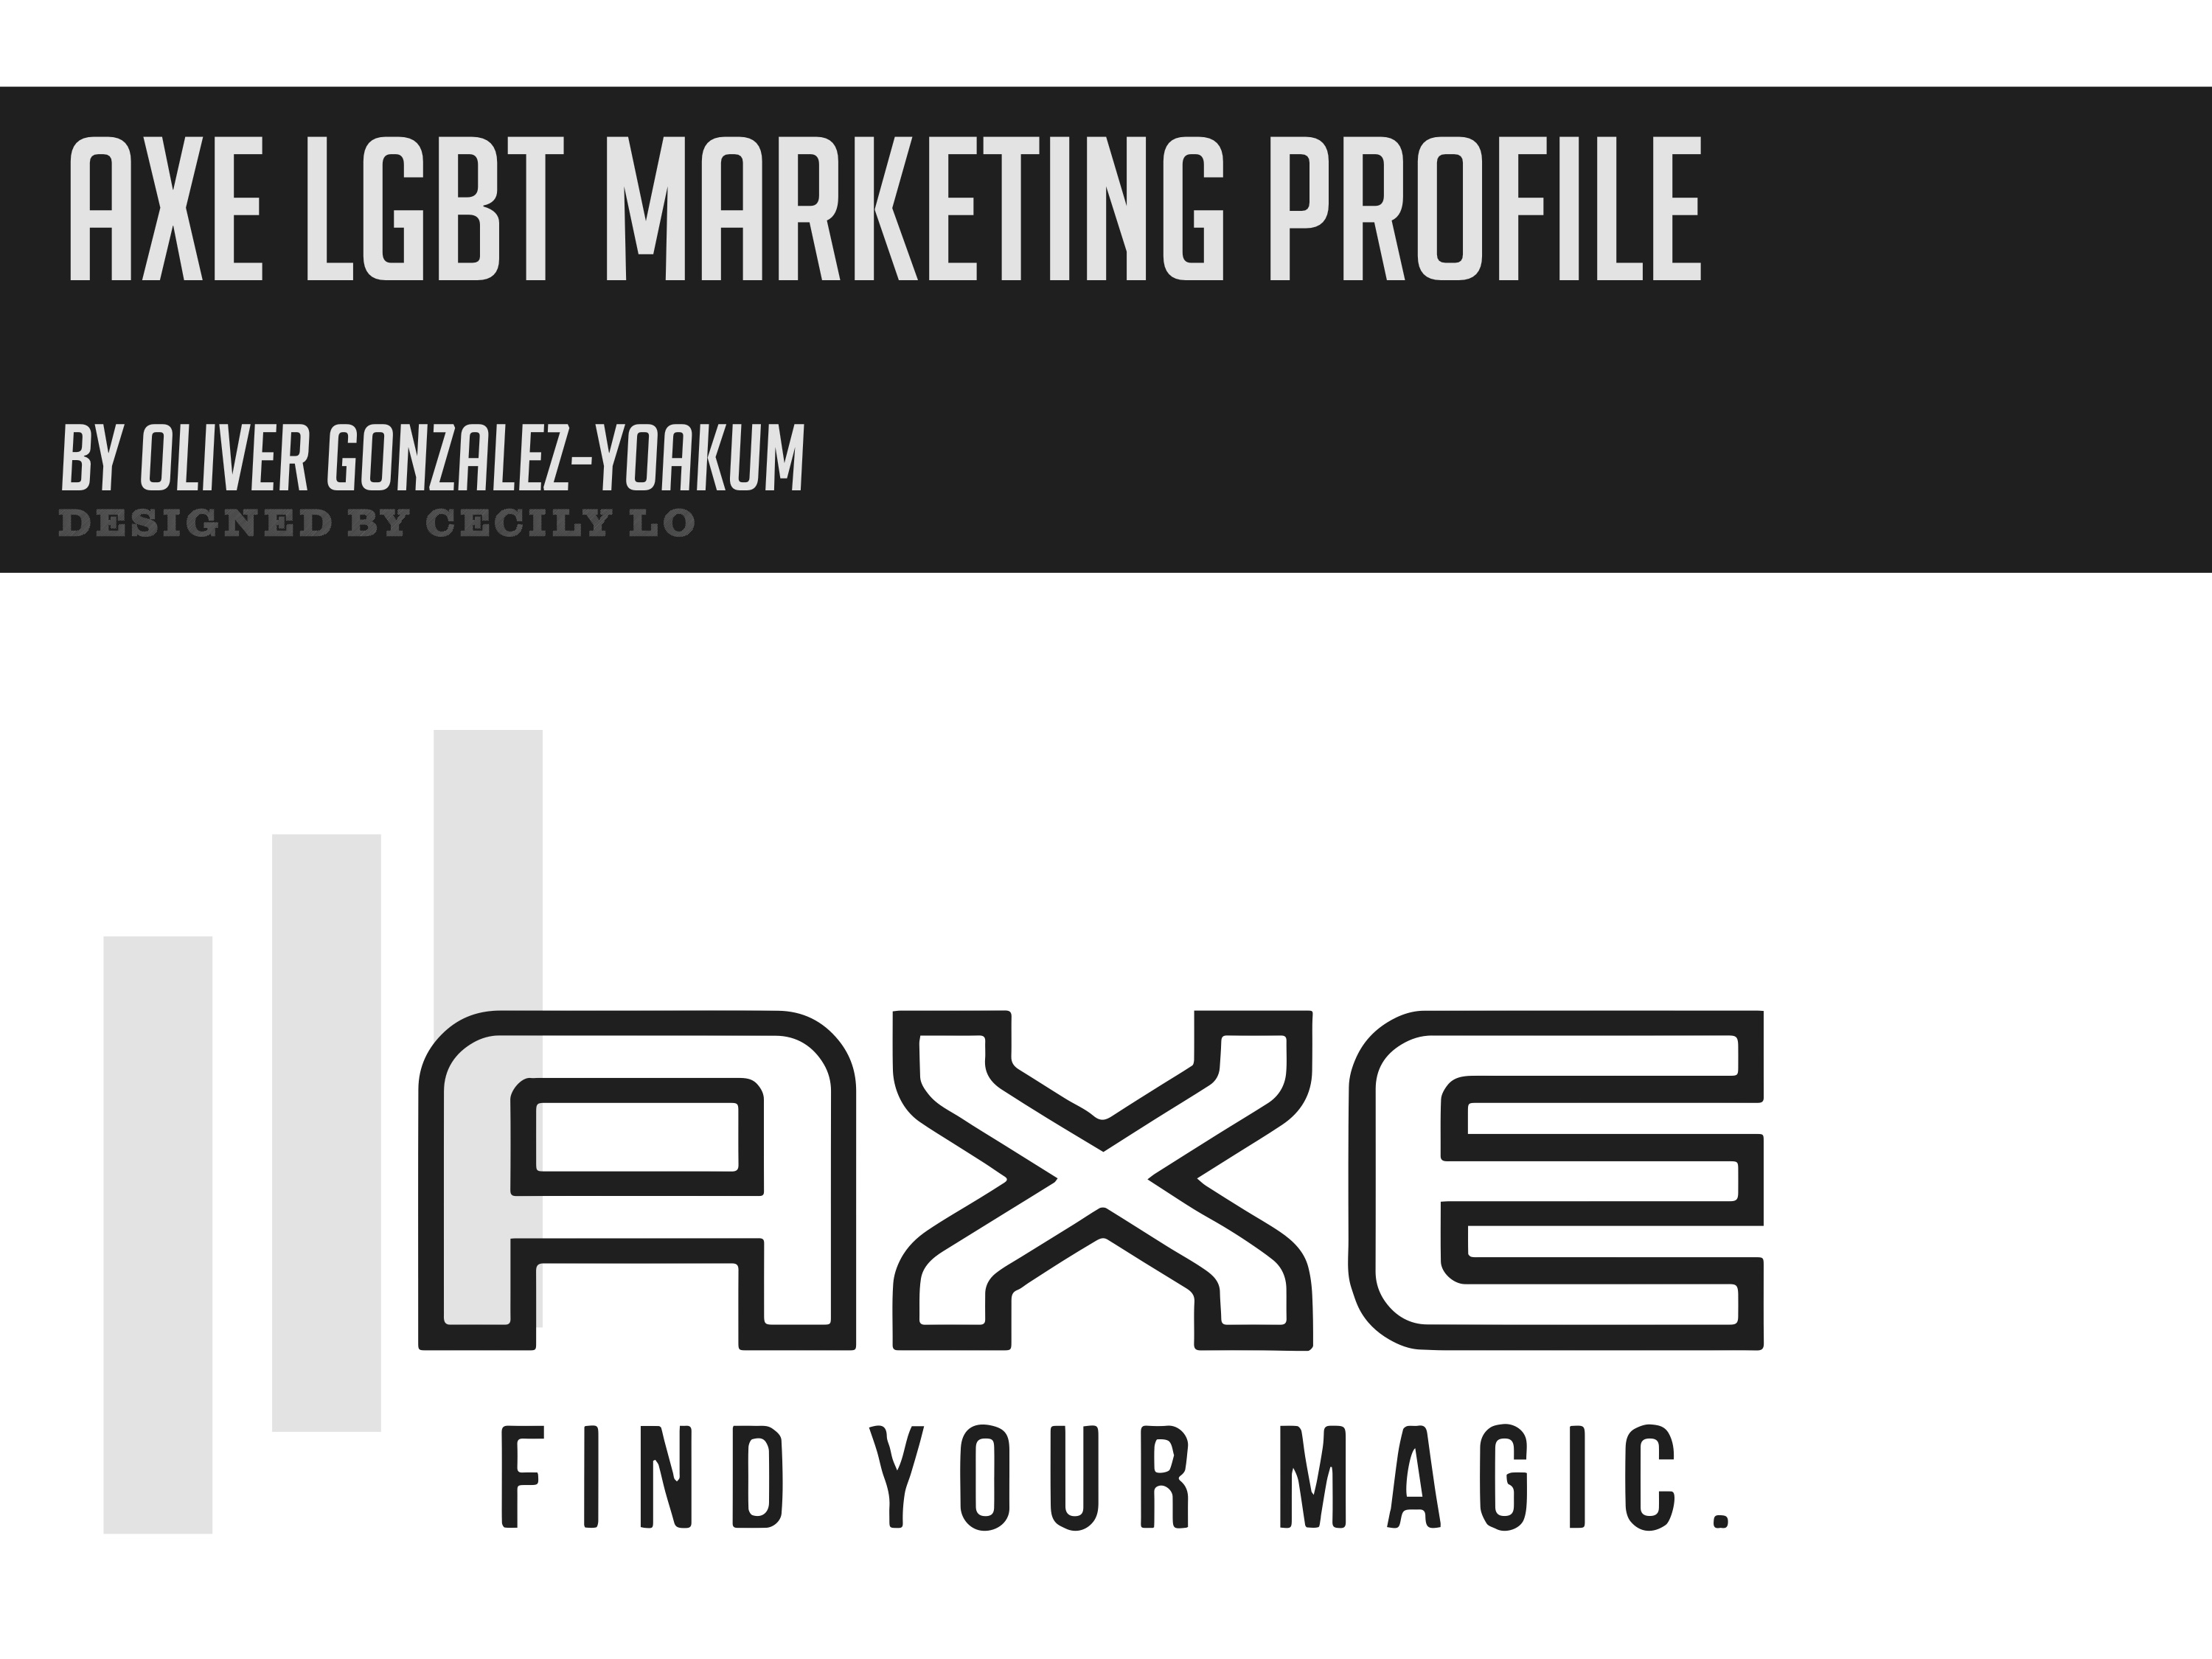 AXE LGBT MARKETING PROFILE
BY OLIVER GONZALEZ-YOAKUM
DESIGNED BY CECILY LO
AXE
FIND YOUR MAGIC.